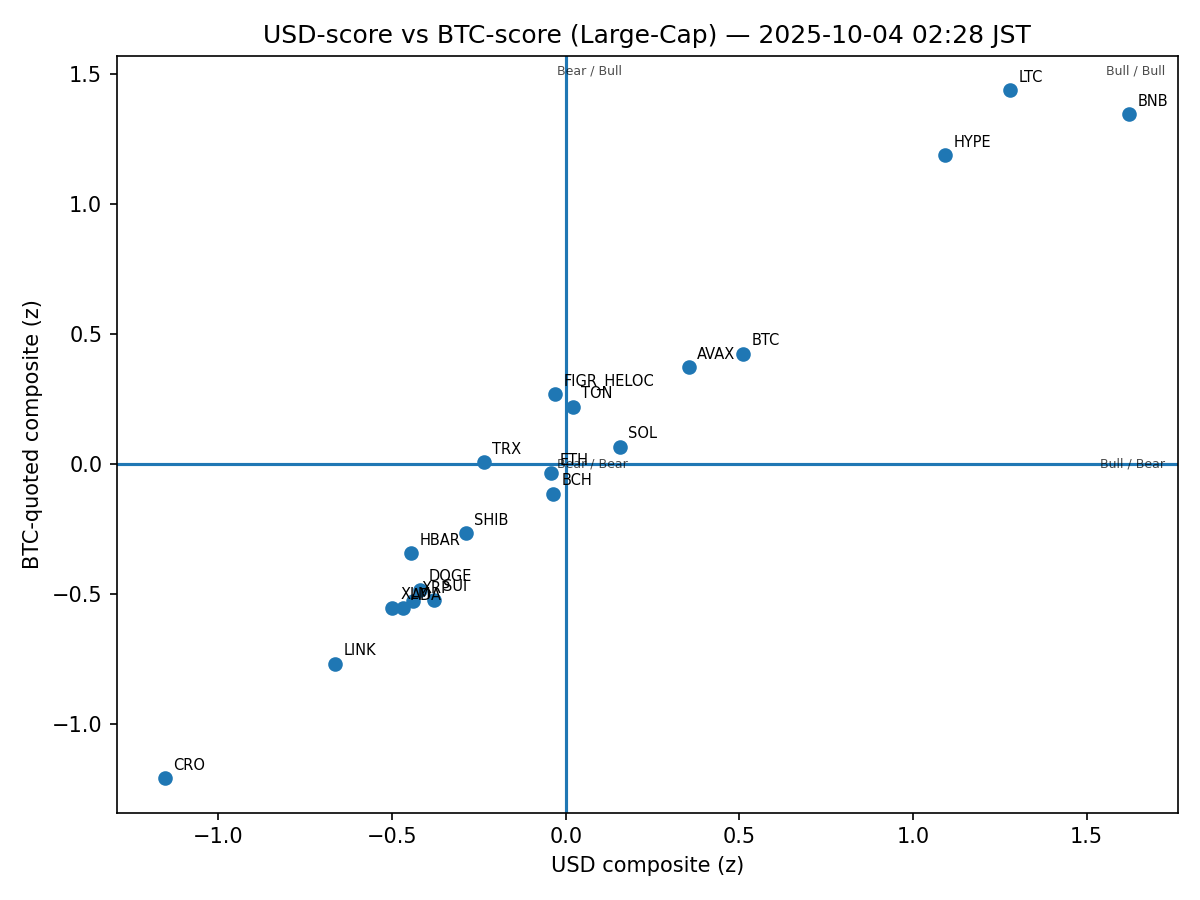 USD-score vs BTC-score (Large-Cap) — 2025-10-04 02:28 JST
1.5
Bear / Bull
Bull / Bull
LTC
BNB
HYPE
1.0
0.5
BTC
AVAX
FIGR_HELOC
TON
SOL
TRX
0.0
ETH
Bear / Bear
Bull / Bear
BCH
SHIB
HBAR
−0.5
DOGE
XRP
SUI
XLM
ADA
LINK
−1.0
CRO
−1.0
−0.5
0.0
0.5
1.0
1.5
USD composite (z)
BTC-quoted composite (z)